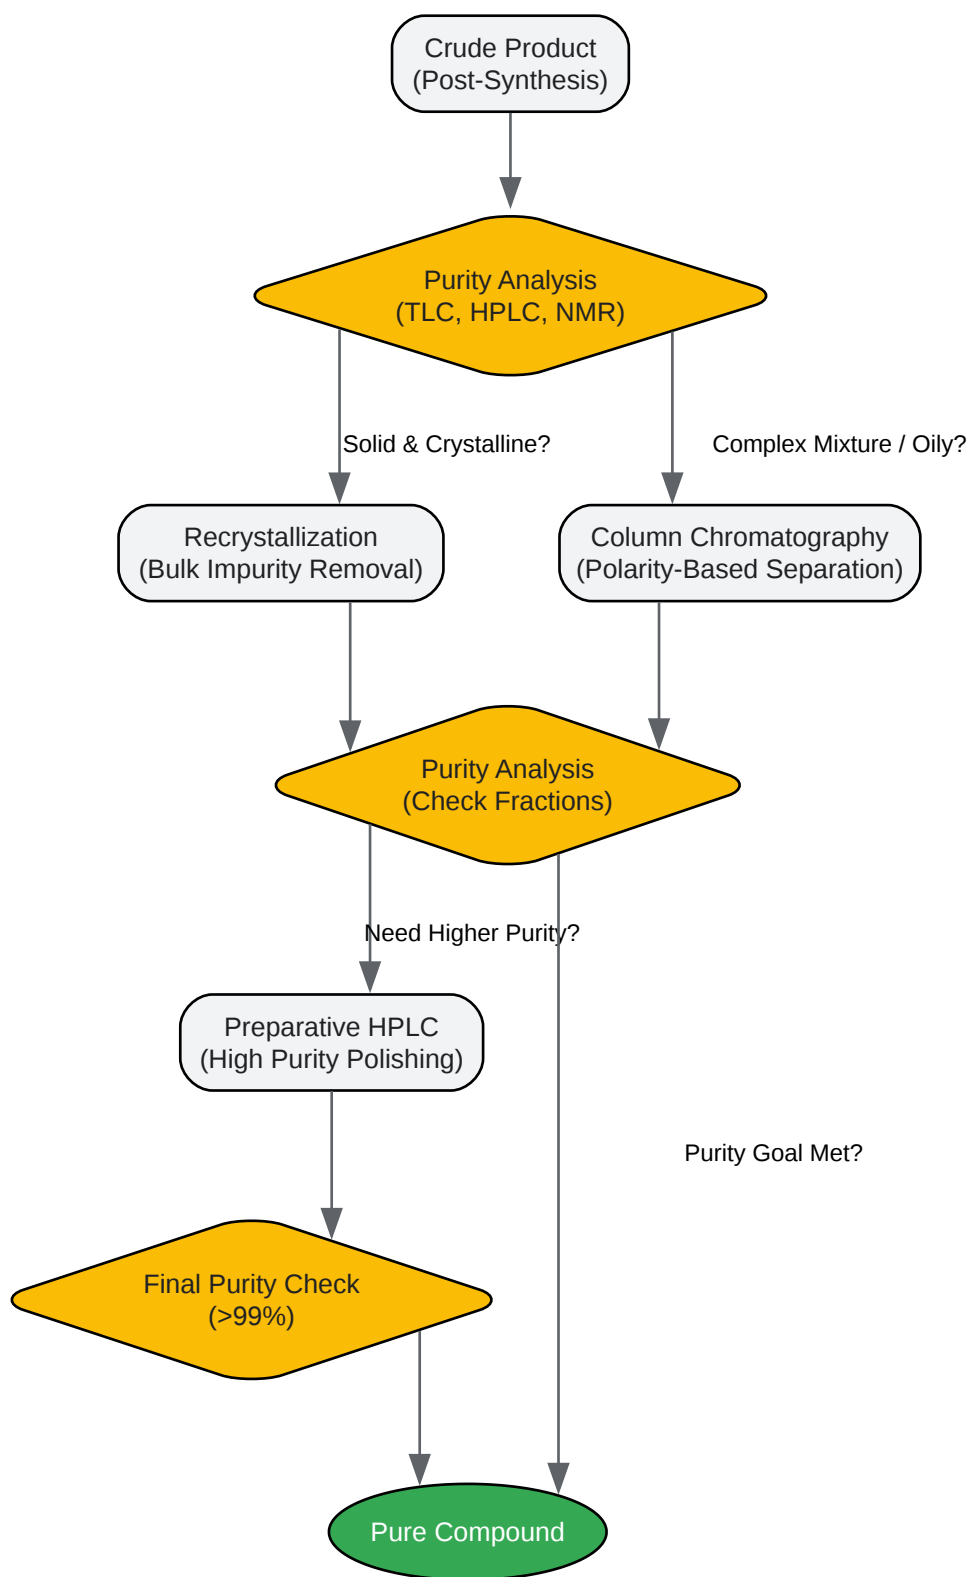 Crude Product
(Post-Synthesis)
Purity Analysis
(TLC, HPLC, NMR)
Solid & Crystalline?
Complex Mixture / Oily?
Recrystallization
(Bulk Impurity Removal)
Column Chromatography
(Polarity-Based Separation)
Purity Analysis
(Check Fractions)
Need Higher Purity?
Preparative HPLC
(High Purity Polishing)
Purity Goal Met?
Final Purity Check
(>99%)
Pure Compound